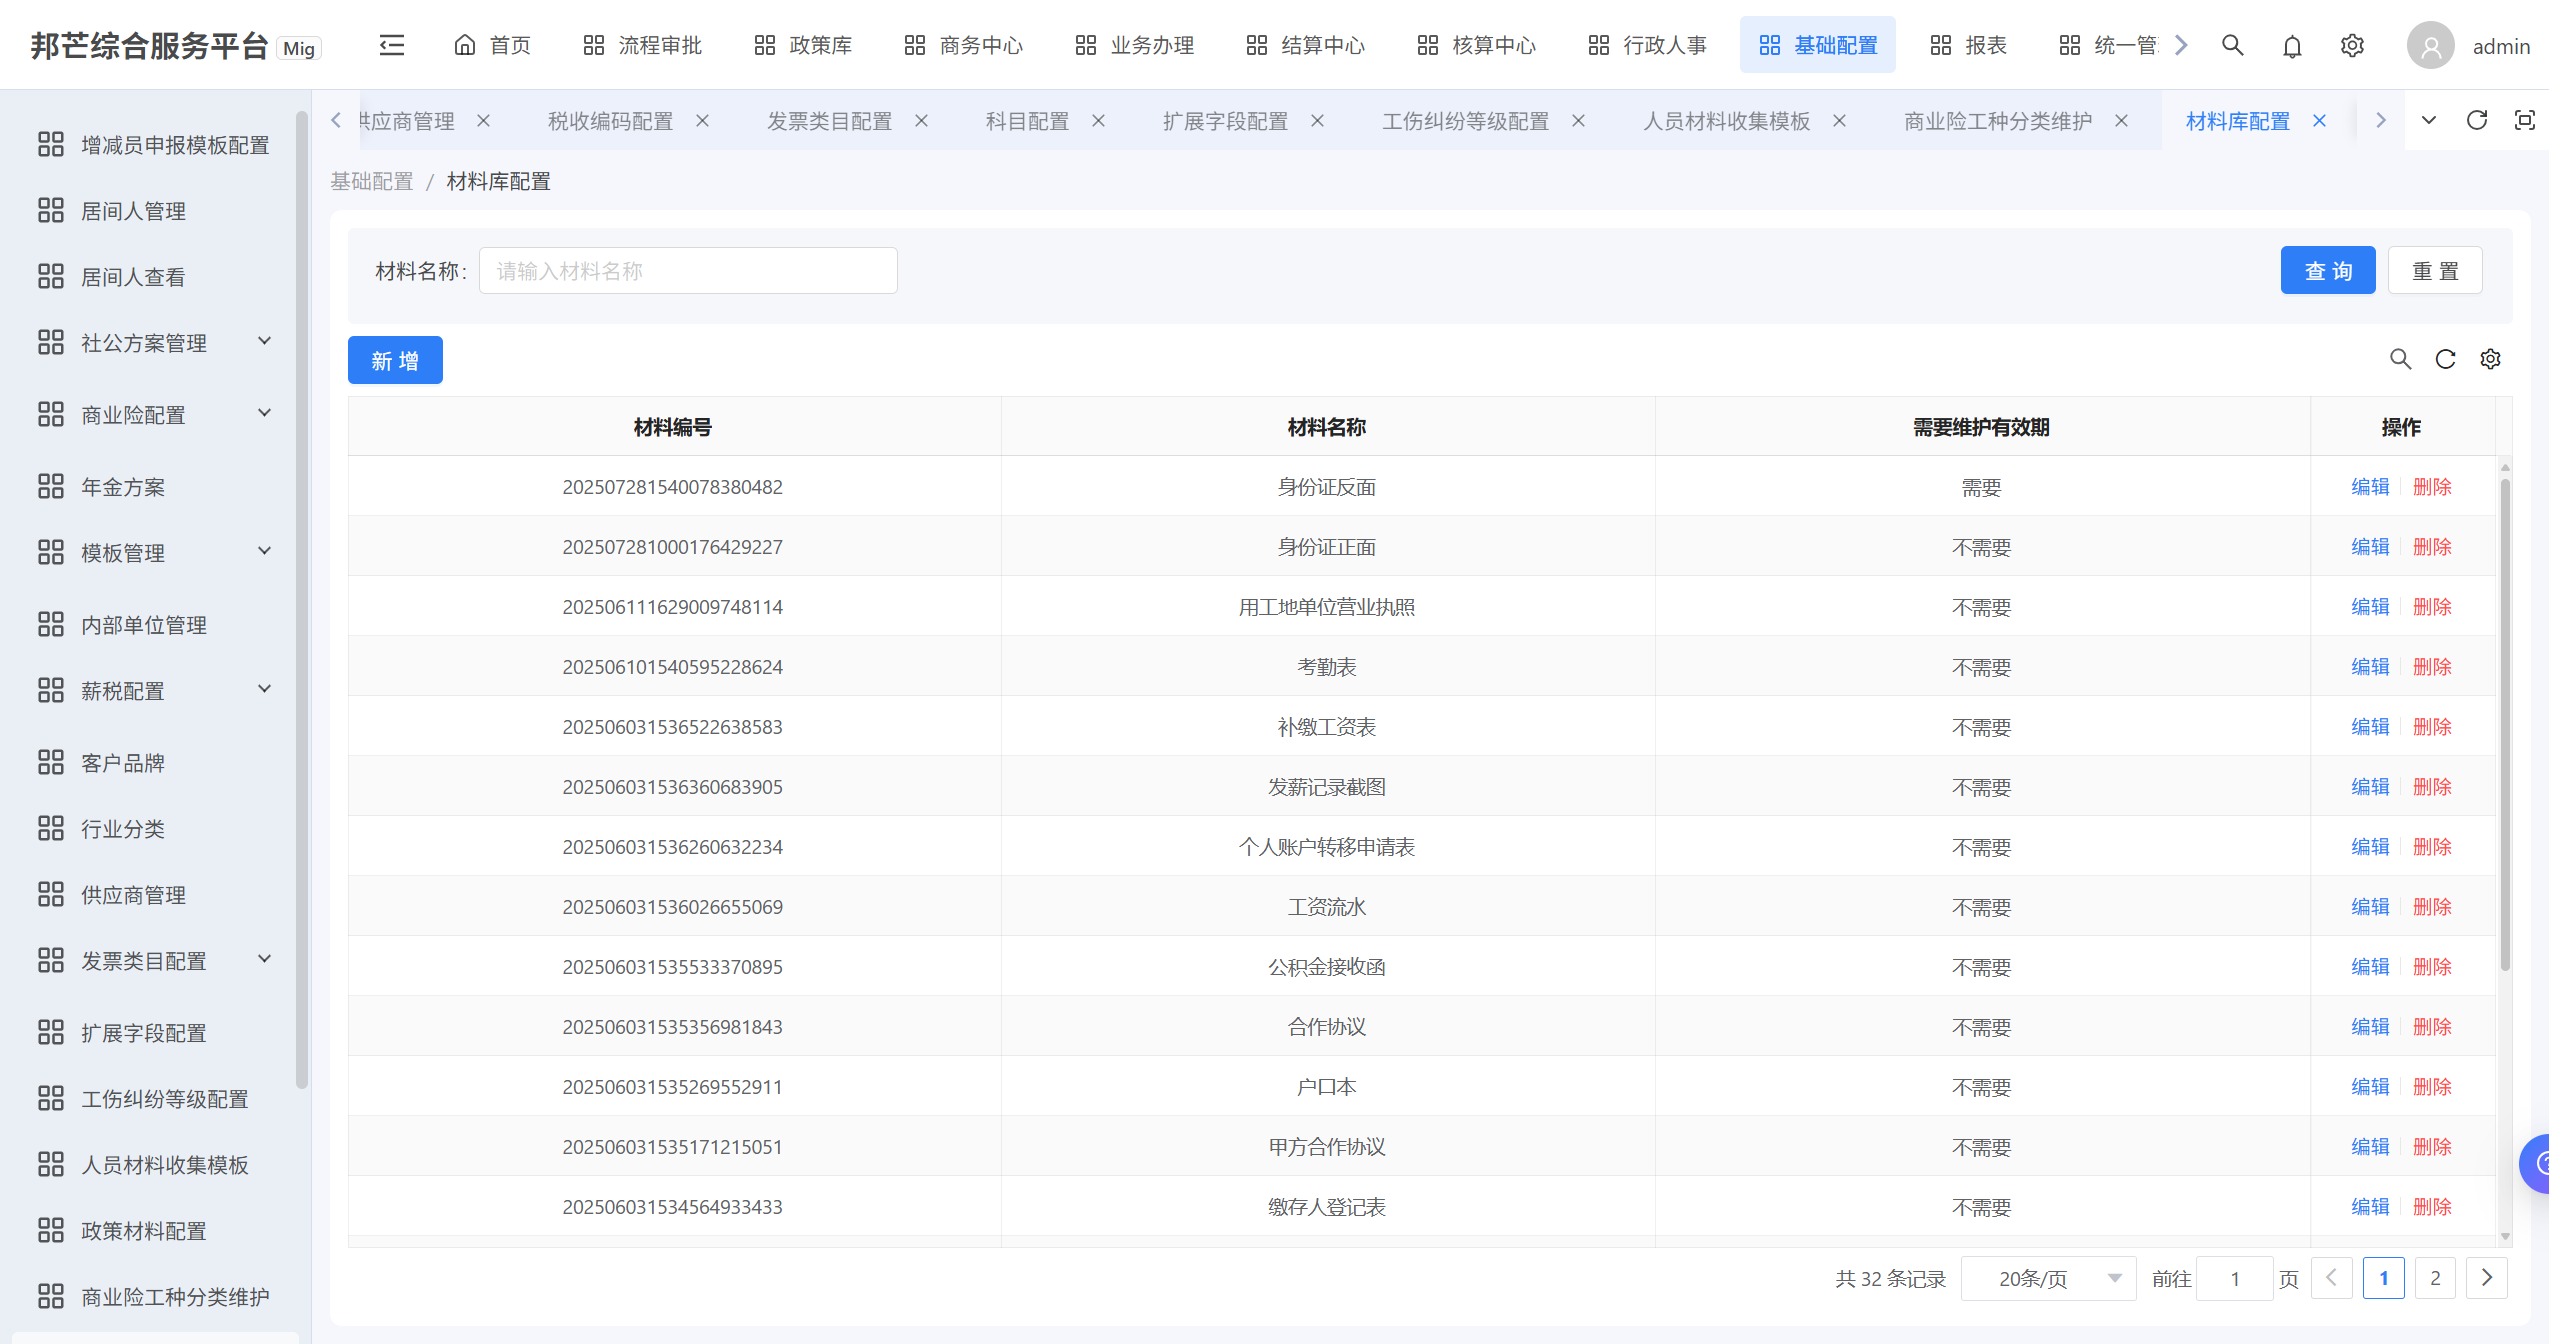 邦芒综合服务平台 Mig 首页 流程审批 政策库 商务中心 业务办理 结算中心 核算中心 行政人事 基础配置 报表 统一管 admin
应商管理 税收编码配置 发票类目配置 科目配置 扩展字段配置 工伤纠纷等级配置 人员材料收集模板 商业险工种分类维护 材料库配置
基础配置 / 材料库配置
增减员申报模板配置
居间人管理
居间人查看
社公方案管理
商业险配置
年金方案
模板管理
内部单位管理
薪税配置
客户品牌
行业分类
供应商管理
发票类目配置
扩展字段配置
工伤纠纷等级配置
人员材料收集模板
政策材料配置
商业险工种分类维护
材料名称: 请输入材料名称 查 询 重 置
新 增
材料编号 材料名称 需要维护有效期 操作
202507281540078380482 身份证反面 需要 编辑 删除
202507281000176429227 身份证正面 不需要 编辑 删除
202506111629009748114 用工地单位营业执照 不需要 编辑 删除
202506101540595228624 考勤表 不需要 编辑 删除
202506031536522638583 补缴工资表 不需要 编辑 删除
202506031536360683905 发薪记录截图 不需要 编辑 删除
202506031536260632234 个人账户转移申请表 不需要 编辑 删除
202506031536026655069 工资流水 不需要 编辑 删除
202506031535533370895 公积金接收函 不需要 编辑 删除
202506031535356981843 合作协议 不需要 编辑 删除
202506031535269552911 户口本 不需要 编辑 删除
202506031535171215051 甲方合作协议 不需要 编辑 删除
202506031534564933433 缴存人登记表 不需要 编辑 删除
共 32 条记录 20条/页 前往 1 页 1 2